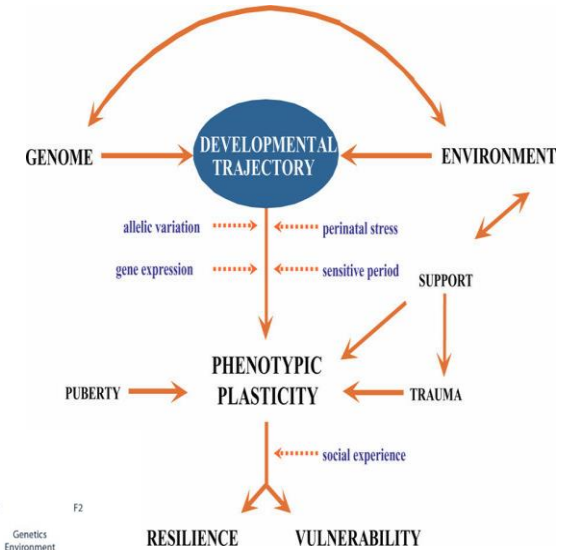 DEVELOPMENTAL
TRAJECTORY
GENOME
ENVIRONMENT
allelic variation
perinatal stress
gene expression
sensitive period
SUPPORT
PHENOTYPIC
PLASTICITY
PUBERTY
TRAUMA
social experience
F2
Genetics
Environment
RESILIENCE
VULNERABILITY